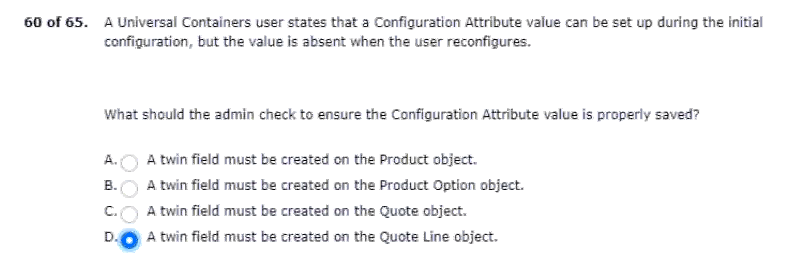 60 of 65. A Universal Containers user states that a Configuration Attribute value can be set up during the initial
configuration, but the value is absent when the user reconfigures.
What should the admin check to ensure the Configuration Attribute value is properly saved?
A. A twin field must be created on the Product object.
B. A twin field must be created on the Product Option object.
C. A twin field must be created on the Quote object.
D. A twin field must be created on the Quote Line object.